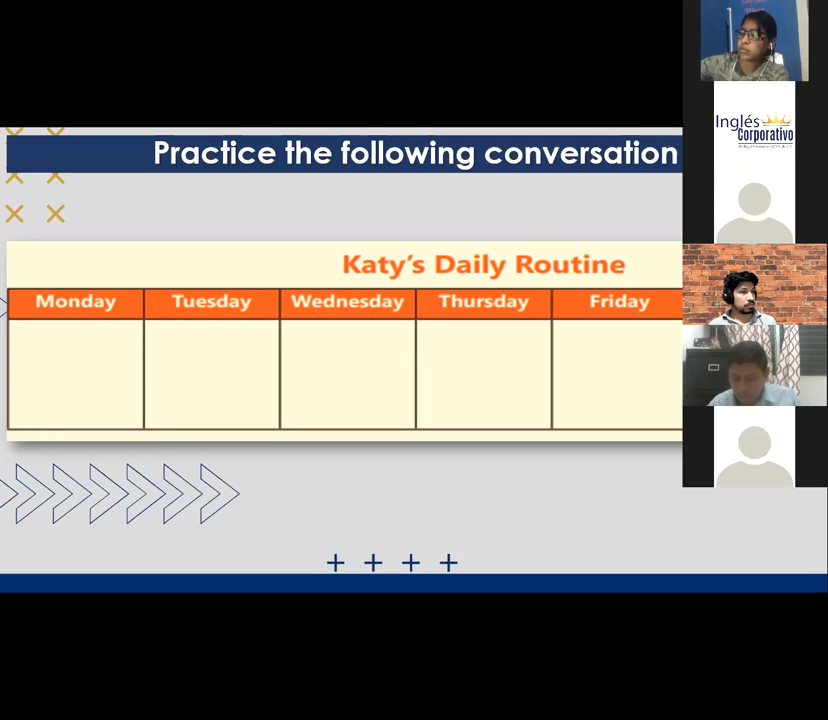 Practice the following conversation
Katy's Daily Routine
Monday Tuesday Wednesday Thursday Friday
Inglés
Corporativo